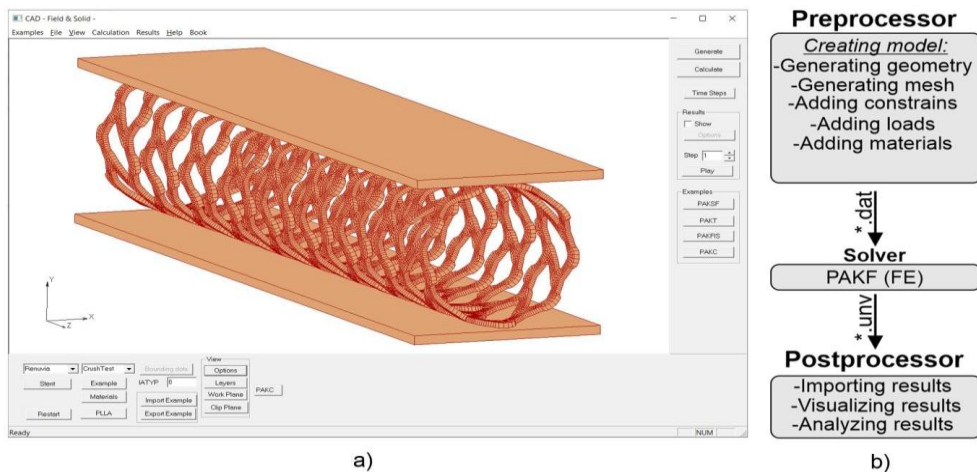 CAD - Field & Solid -
Examples File View Calculation Results Help Book
Generate
Calculate
Time Steps
Results
Show
Options
Step 1
Play
Examples
PAKSF
PAKT
PAKFIS
PAKC
Y
X
Z
View
Renuvia CrushTest Bounding data Options
Stent Example IATYP 8 Layers
Materials Work Plane PAKC
Import Example
Restart PLLA Export Example Clip Plane
Ready NUM
a)
Preprocessor
Creating model:
-Generating geometry
-Generating mesh
-Adding constrains
-Adding loads
-Adding materials
*.dat
Solver
PAKF (FE)
*.unv
Postprocessor
-Importing results
-Visualizing results
-Analyzing results
b)